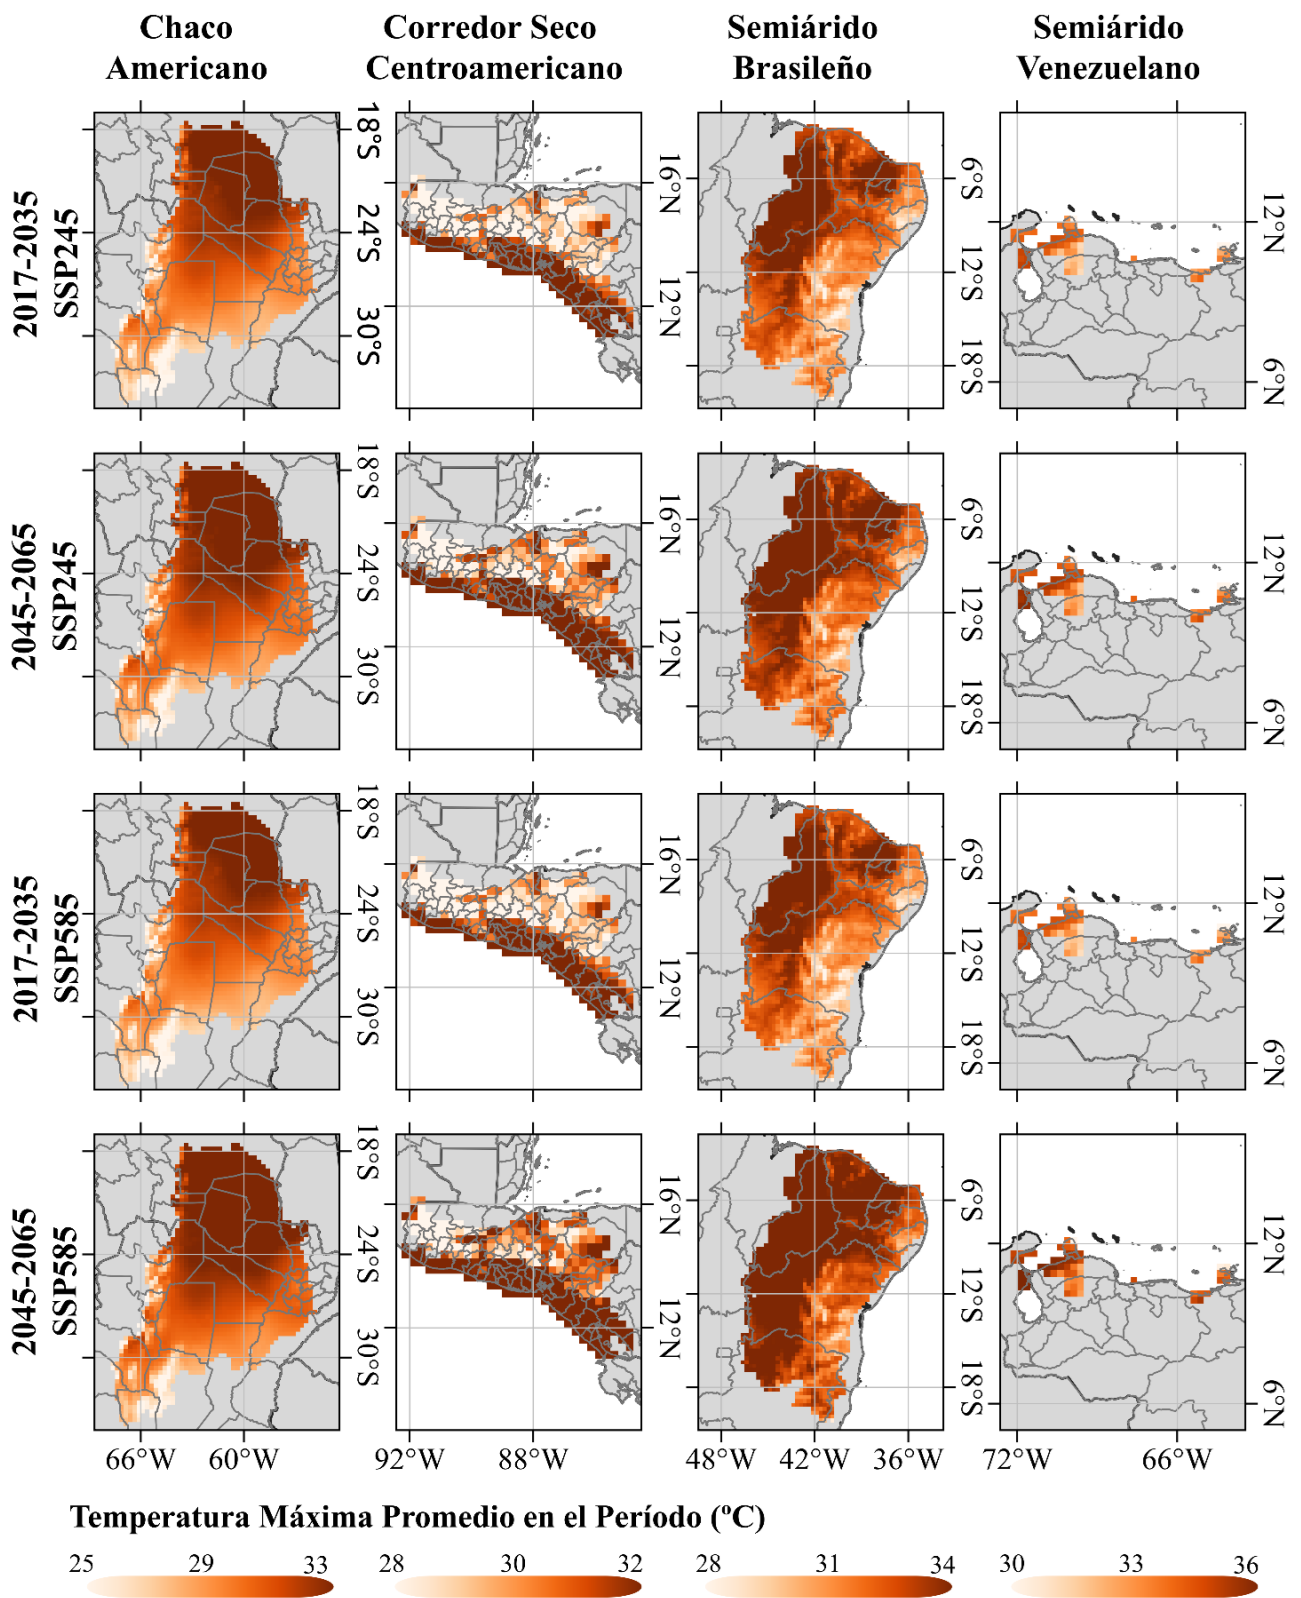 Chaco
Americano
Corredor Seco
Centroamericano
Semiárido
Brasileño
Semiárido
Venezuelano
2017-2035
SSP245
18°S
24°S
30°S
16°N
12°N
6°S
12°S
18°S
12°N
6°N
2045-2065
SSP245
18°S
24°S
30°S
16°N
12°N
6°S
12°S
18°S
12°N
6°N
2017-2035
SSP585
18°S
24°S
30°S
16°N
12°N
6°S
12°S
18°S
12°N
6°N
2045-2065
SSP585
18°S
24°S
30°S
16°N
12°N
6°S
12°S
18°S
12°N
6°N
66°W 60°W 92°W 88°W 48°W 42°W 36°W 72°W 66°W
Temperatura Máxima Promedio en el Período (ºC)
25 29 33 28 30 32 28 31 34 30 33 36